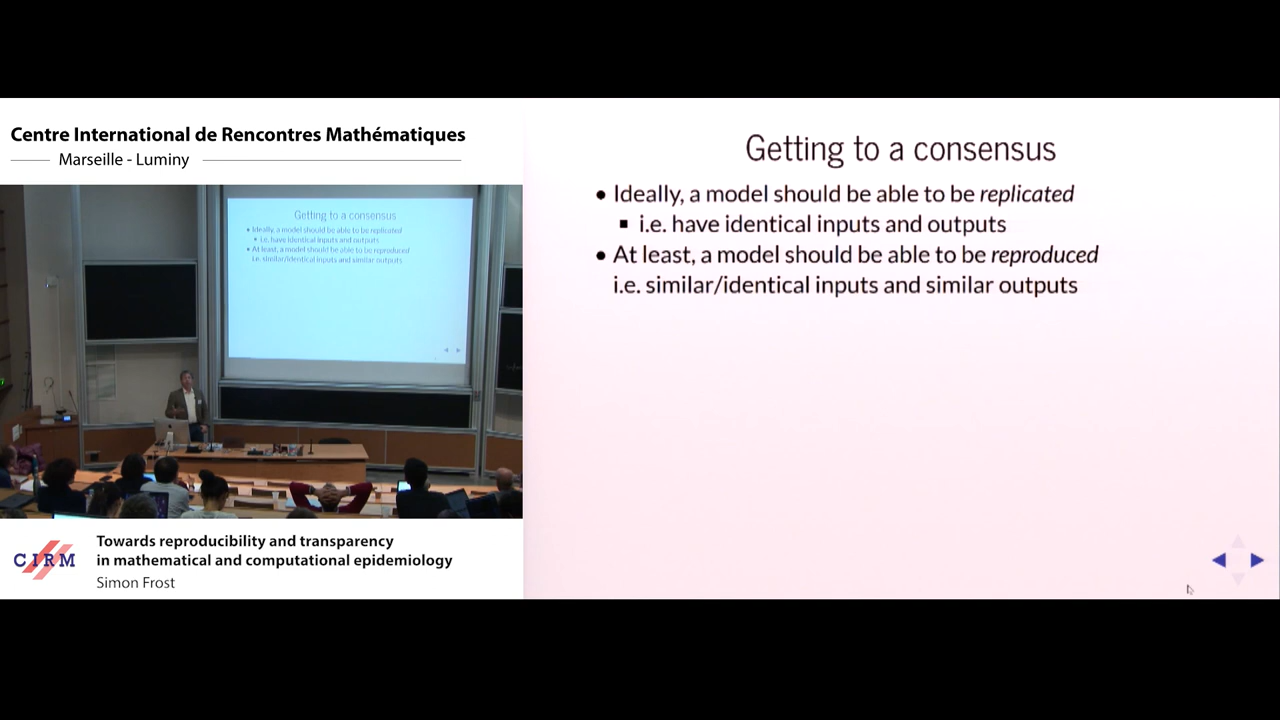 Centre International de Rencontres Mathématiques
Marseille - Luminy
Getting to a consensus
• Ideally, a model should be able to be replicated
▪ i.e. have identical inputs and outputs
• At least, a model should be able to be reproduced
i.e. similar/identical inputs and similar outputs
Getting to a consensus
• Ideally, a model should be able to be replicated
▪ i.e. have identical inputs and outputs
• At least, a model should be able to be reproduced
i.e. similar/identical inputs and similar outputs
CIRM
Towards reproducibility and transparency
in mathematical and computational epidemiology
Simon Frost